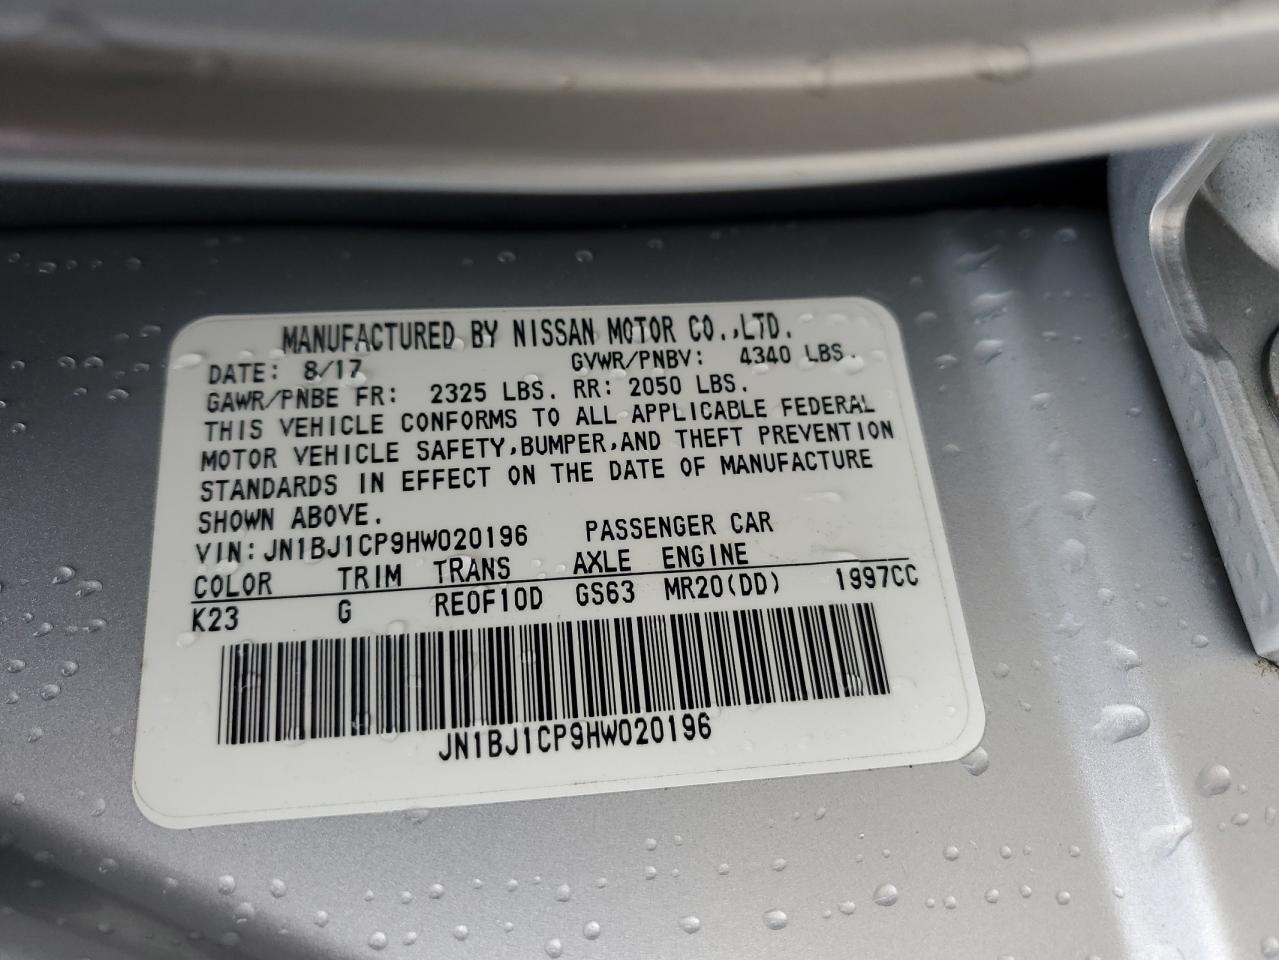 MANUFACTURED BY NISSAN MOTOR CO.,LTD.
DATE: 8/17 GVWR/PNBV: 4340 LBS.
GAWR/PNBE FR: 2325 LBS. RR: 2050 LBS.
THIS VEHICLE CONFORMS TO ALL APPLICABLE FEDERAL
MOTOR VEHICLE SAFETY,BUMPER,AND THEFT PREVENTION
STANDARDS IN EFFECT ON THE DATE OF MANUFACTURE
SHOWN ABOVE.
VIN: JN1BJ1CP9HW020196 PASSENGER CAR
COLOR TRIM TRANS AXLE ENGINE
K23 G RE0F10D GS63 MR20(DD) 1997CC
JN1BJ1CP9HW020196